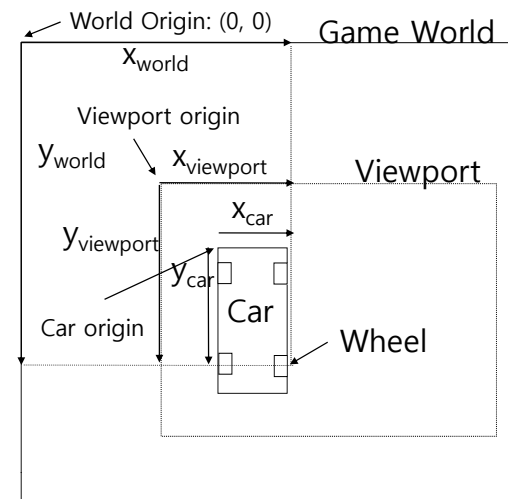 World Origin: (0, 0)
Game World
Xworld
Viewport origin
yworld
Xviewport
Viewport
Xcar
yviewport
ycar
Car
Car origin
Wheel